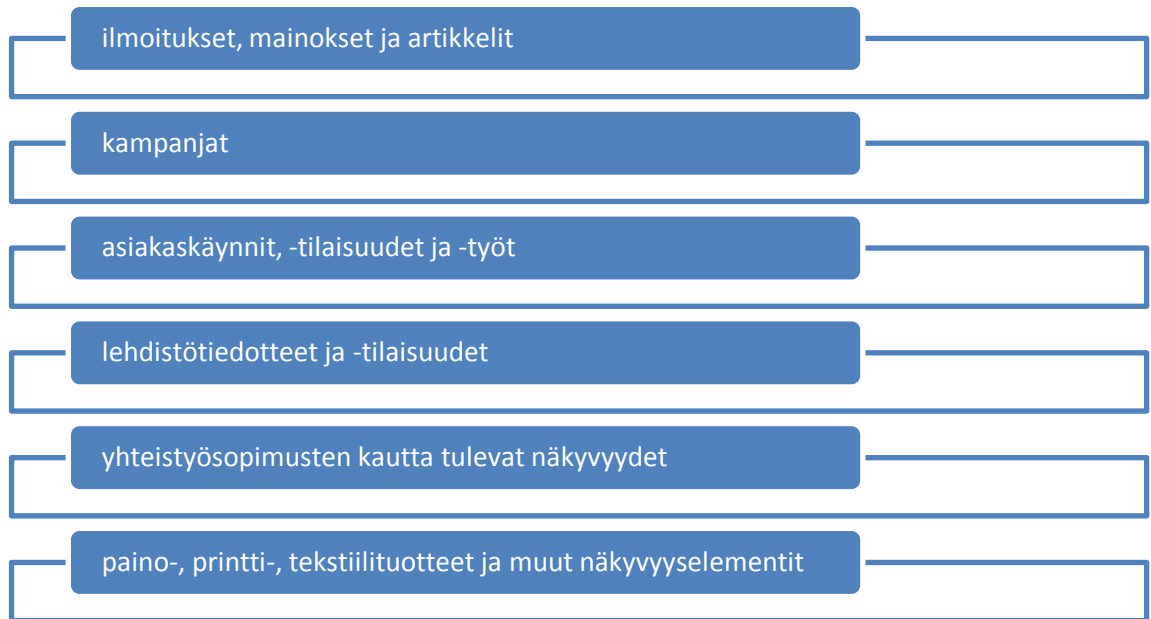 ilmoitukset, mainokset ja artikkelit
kampanjat
asiakaskäynnit, -tilaisuudet ja -työt
lehdistötiedotteet ja -tilaisuudet
yhteistyösopimusten kautta tulevat näkyvyydet
paino-, printti-, tekstiilituotteet ja muut näkyvyyselementit